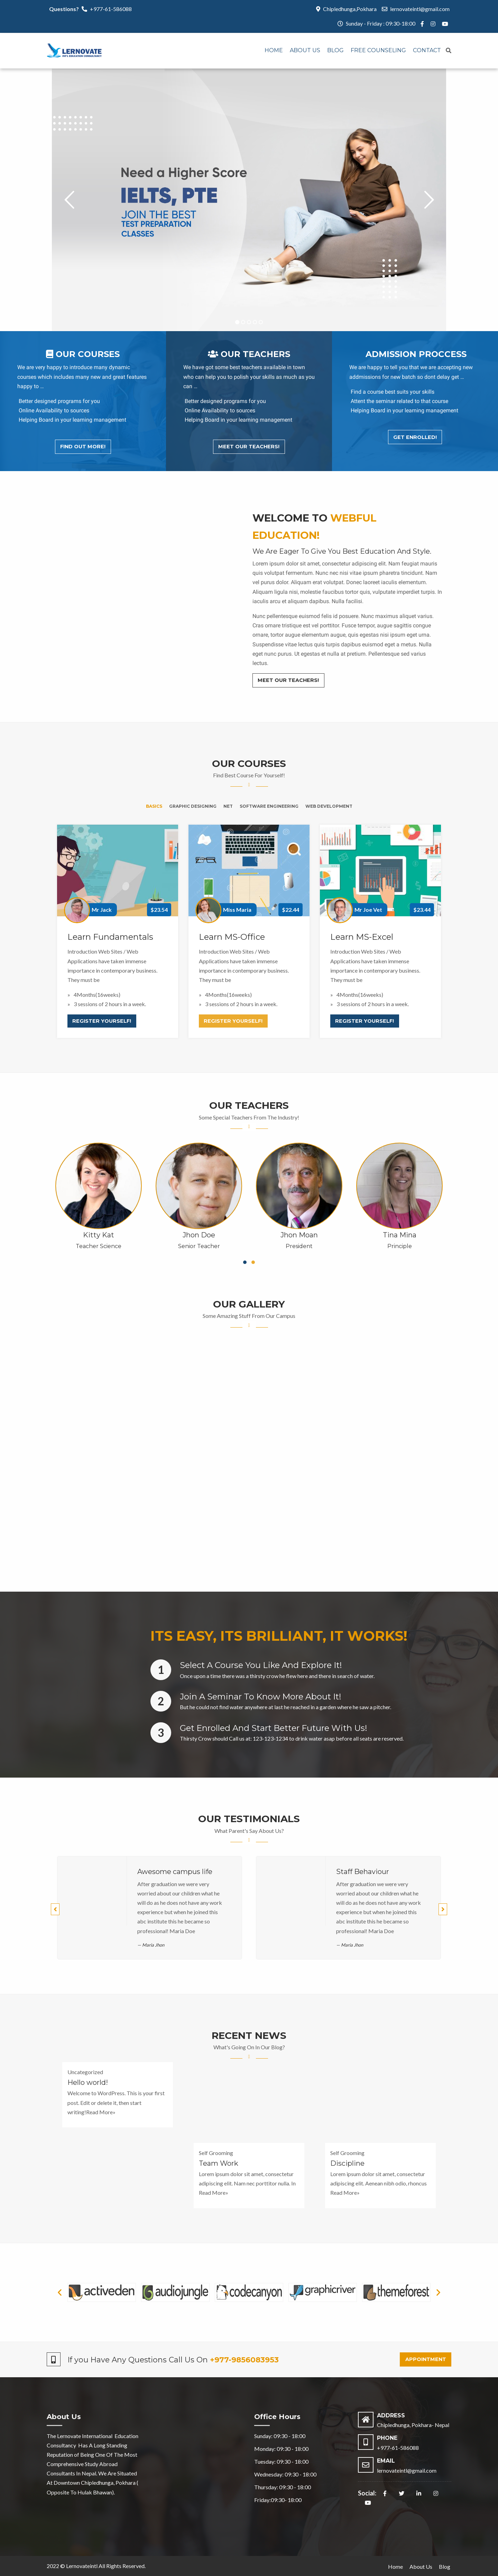 Questions? +977-61-586088
Chipledhunga,Pokhara lernovateintl@gmail.com
Sunday - Friday : 09:30-18:00
LERNOVATE
HOME ABOUT US BLOG FREE COUNSELING CONTACT
Need a Higher Score
IELTS, PTE
JOIN THE BEST
TEST PREPARATION
CLASSES
OUR COURSES
We are very happy to introduce many dynamic
courses which includes many new and great features
happy to ...
Better designed programs for you
Online Availability to sources
Helping Board in your learning management
FIND OUT MORE!
OUR TEACHERS
We have got some best teachers available in town
who can help you to polish your skills as much as you
can ...
Better designed programs for you
Online Availability to sources
Helping Board in your learning management
MEET OUR TEACHERS!
ADMISSION PROCCESS
We are happy to tell you that we are accepting new
addmissions for new batch so dont delay get ...
Find a course best suits your skills
Attent the seminar related to that course
Helping Board in your learning management
GET ENROLLED!
WELCOME TO WEBFUL
EDUCATION!
We Are Eager To Give You Best Education And Style.
Lorem ipsum dolor sit amet, consectetur adipiscing elit. Nam feugiat mauris
quis volutpat fermentum. Nunc nec nisi vitae ipsum pharetra tincidunt. Nam
vel purus dolor. Aliquam erat volutpat. Donec laoreet iaculis elementum.
Aliquam ligula nisi, molestie faucibus tortor quis, vulputate imperdiet turpis. In
iaculis arcu et aliquam dapibus. Nulla facilisi.
Nunc pellentesque euismod felis id posuere. Nunc maximus aliquet varius.
Cras ornare tristique est vel porttitor. Fusce tempor, augue sagittis congue
ornare, tortor augue elementum augue, quis egestas nisi ipsum eget urna.
Suspendisse vitae lectus quis turpis dapibus euismod eget a metus. Nulla
eget nunc purus. Ut egestas et nulla at pretium. Pellentesque sed varius
lectus.
MEET OUR TEACHERS!
OUR COURSES
Find Best Course For Yourself!
BASICS GRAPHIC DESIGNING NET SOFTWARE ENGINEERING WEB DEVELOPMENT
Mr Jack $23.54
Learn Fundamentals
Introduction Web Sites / Web
Applications have taken immense
importance in contemporary business.
They must be
4Months(16weeks)
3 sessions of 2 hours in a week.
REGISTER YOURSELF!
Miss Maria $22.44
Learn MS-Office
Introduction Web Sites / Web
Applications have taken immense
importance in contemporary business.
They must be
4Months(16weeks)
3 sessions of 2 hours in a week.
REGISTER YOURSELF!
Mr Joe Vet $23.44
Learn MS-Excel
Introduction Web Sites / Web
Applications have taken immense
importance in contemporary business.
They must be
4Months(16weeks)
3 sessions of 2 hours in a week.
REGISTER YOURSELF!
OUR TEACHERS
Some Special Teachers From The Industry!
Kitty Kat
Teacher Science
Jhon Doe
Senior Teacher
Jhon Moan
President
Tina Mina
Principle
OUR GALLERY
Some Amazing Stuff From Our Campus
ITS EASY, ITS BRILLIANT, IT WORKS!
1
Select A Course You Like And Explore It!
Once upon a time there was a thirsty crow he flew here and there in search of water.
2
Join A Seminar To Know More About It!
But he could not find water anywhere at last he reached in a garden where he saw a pitcher.
3
Get Enrolled And Start Better Future With Us!
Thirsty Crow should Call us at: 123-123-1234 to drink water asap before all seats are reserved.
OUR TESTIMONIALS
What Parent's Say About Us?
Awesome campus life
After graduation we were very
worried about our children what he
will do as he does not have any work
experience but when he joined this
abc institute this he became so
professional! Maria Doe
— Maria Jhon
Staff Behaviour
After graduation we were very
worried about our children what he
will do as he does not have any work
experience but when he joined this
abc institute this he became so
professional! Maria Doe
— Maria Jhon
RECENT NEWS
What's Going On In Our Blog?
Uncategorized
Hello world!
Welcome to WordPress. This is your first
post. Edit or delete it, then start
writing!Read More»
Self Grooming
Team Work
Lorem ipsum dolor sit amet, consectetur
adipiscing elit. Nam nec porttitor nulla. In
Read More»
Self Grooming
Discipline
Lorem ipsum dolor sit amet, consectetur
adipiscing elit. Aenean nibh odio, rhoncus
Read More»
activeden audiojungle codecanyon graphicriver themeforest
If you Have Any Questions Call Us On +977-9856083953
APPOINTMENT
About Us
The Lernovate International Education
Consultancy Has A Long Standing
Reputation of Being One Of The Most
Comprehensive Study Abroad
Consultants In Nepal. We Are Situated
At Downtown Chipledhunga, Pokhara (
Opposite To Hulak Bhawan).
Office Hours
Sunday: 09:30 - 18:00
Monday: 09:30 - 18:00
Tuesday: 09:30 - 18:00
Wednesday: 09:30 - 18:00
Thursday: 09:30 - 18:00
Friday:09:30- 18:00
ADDRESS
Chipledhunga, Pokhara- Nepal
PHONE
+977-61-586088
EMAIL
lernovateintl@gmail.com
Social:
2022 © Lernovateintl All Rights Reserved.
Home About Us Blog